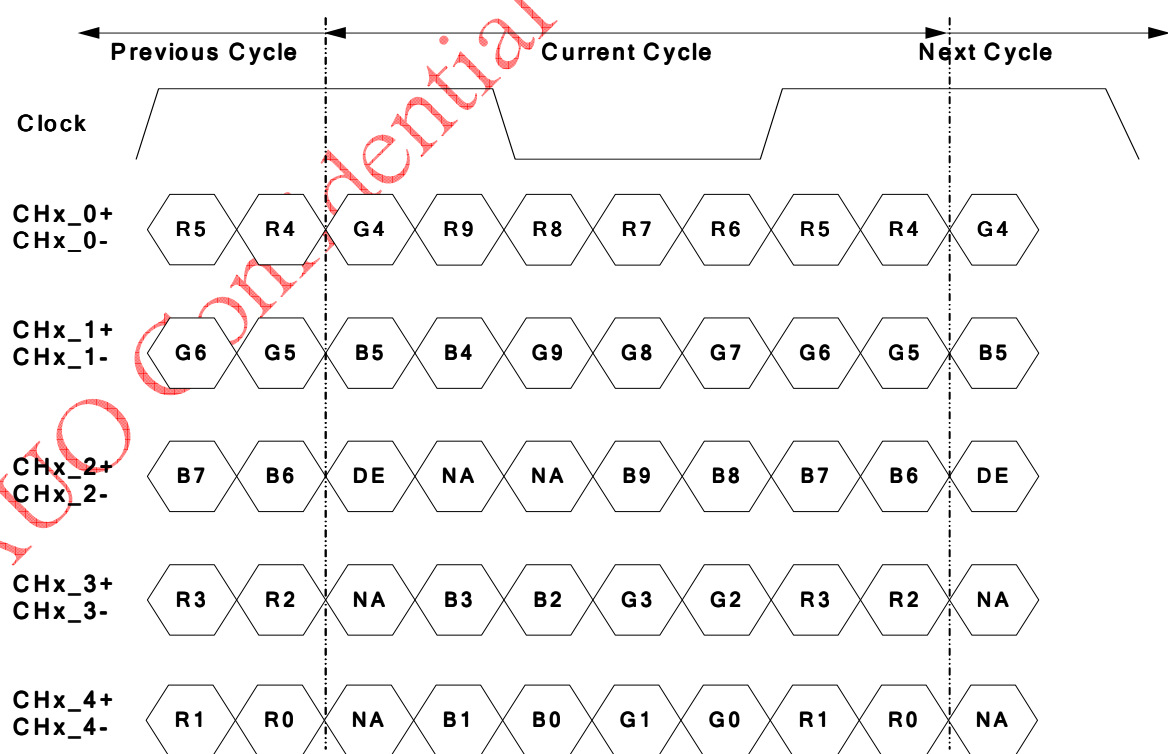 Previous Cycle Current Cycle Next Cycle
Clock
CHx_0+
CHx_0-
R5 R4 G4 R9 R8 R7 R6 R5 R4 G4
CHx_1+
CHx_1-
G6 G5 B5 B4 G9 G8 G7 G6 G5 B5
CHx_2+
CHx_2-
B7 B6 DE NA NA B9 B8 B7 B6 DE
CHx_3+
CHx_3-
R3 R2 NA B3 B2 G3 G2 R3 R2 NA
CHx_4+
CHx_4-
R1 R0 NA B1 B0 G1 G0 R1 R0 NA
AUO Confidential